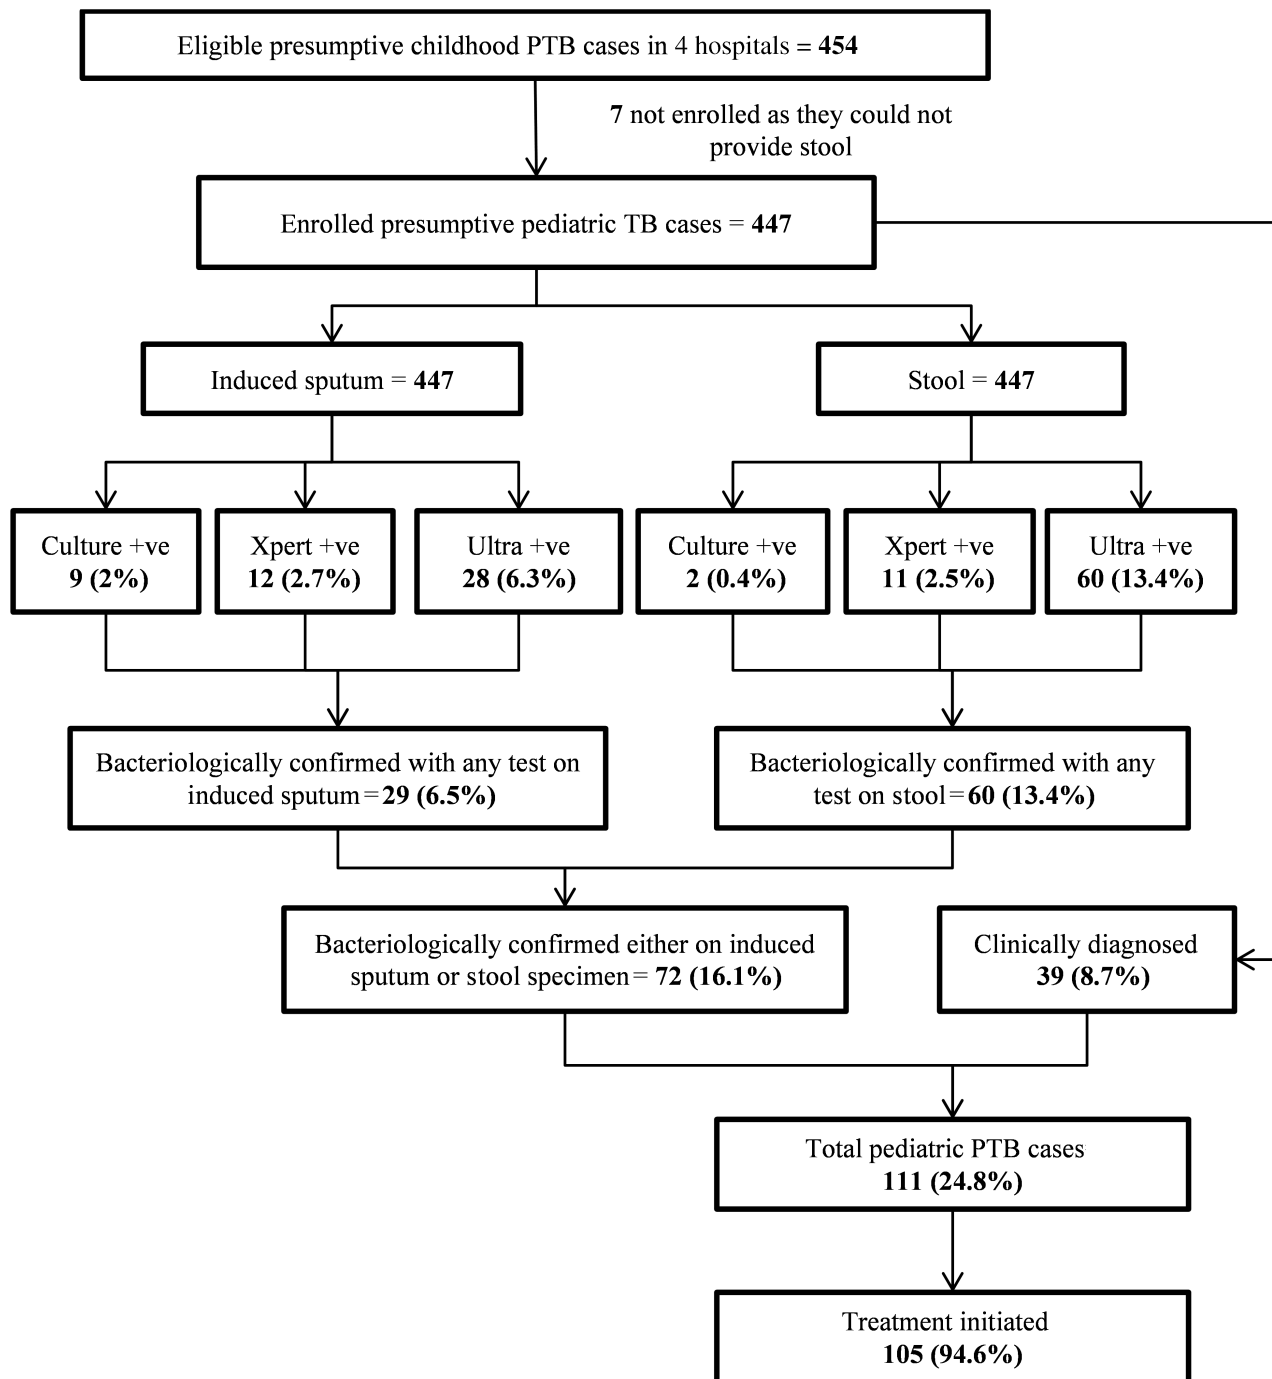 Eligible presumptive childhood PTB cases in 4 hospitals = 454
7 not enrolled as they could not
provide stool
Enrolled presumptive pediatric TB cases = 447
Induced sputum = 447
Stool = 447
Culture +ve
9 (2%)
Xpert +ve
12 (2.7%)
Ultra +ve
28 (6.3%)
Culture +ve
2 (0.4%)
Xpert +ve
11 (2.5%)
Ultra +ve
60 (13.4%)
Bacteriologically confirmed with any test on
induced sputum = 29 (6.5%)
Bacteriologically confirmed with any
test on stool = 60 (13.4%)
Bacteriologically confirmed either on induced
sputum or stool specimen = 72 (16.1%)
Clinically diagnosed
39 (8.7%)
Total pediatric PTB cases
111 (24.8%)
Treatment initiated
105 (94.6%)